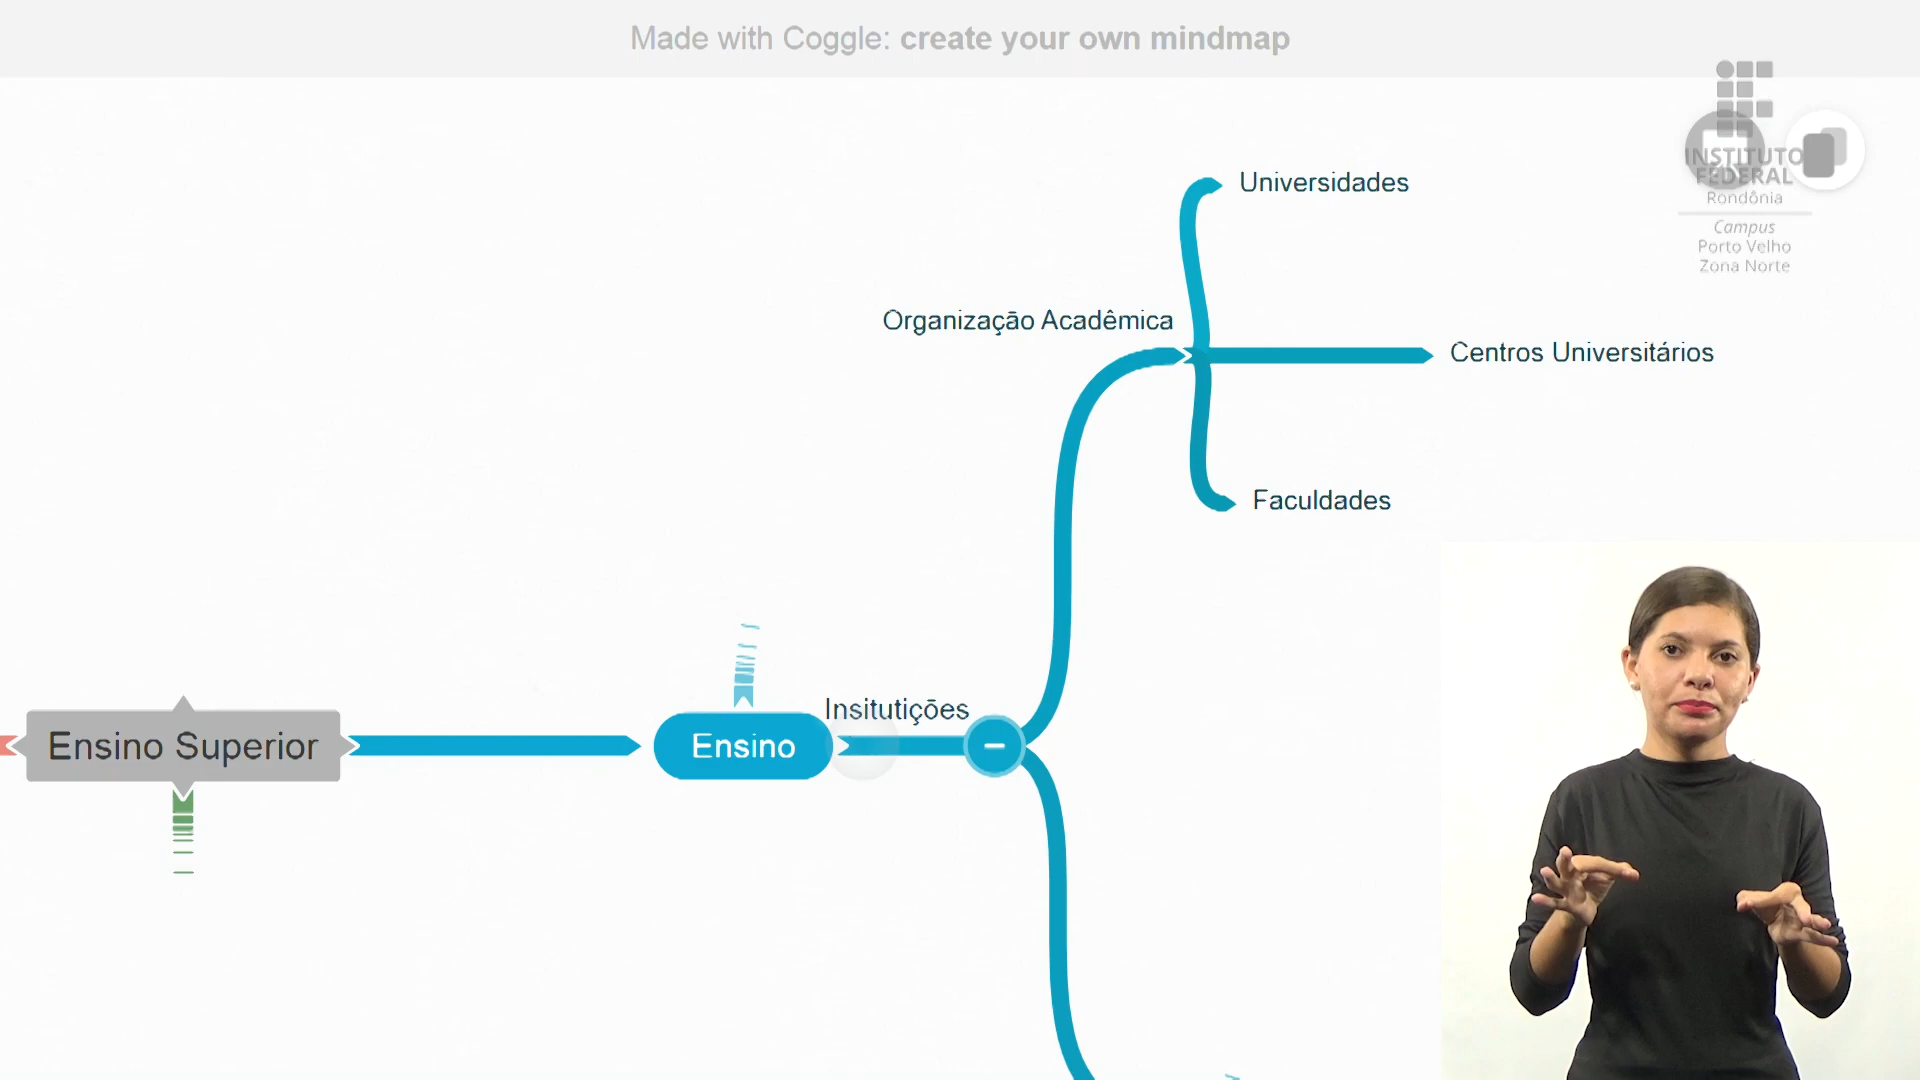 Made with Coggle: create your own mindmap
INSTITUTO
FEDERAL
Rondônia
Campus
Porto Velho
Zona Norte
Universidades
Organização Acadêmica
Centros Universitários
Faculdades
Insituições
Ensino Superior
Ensino